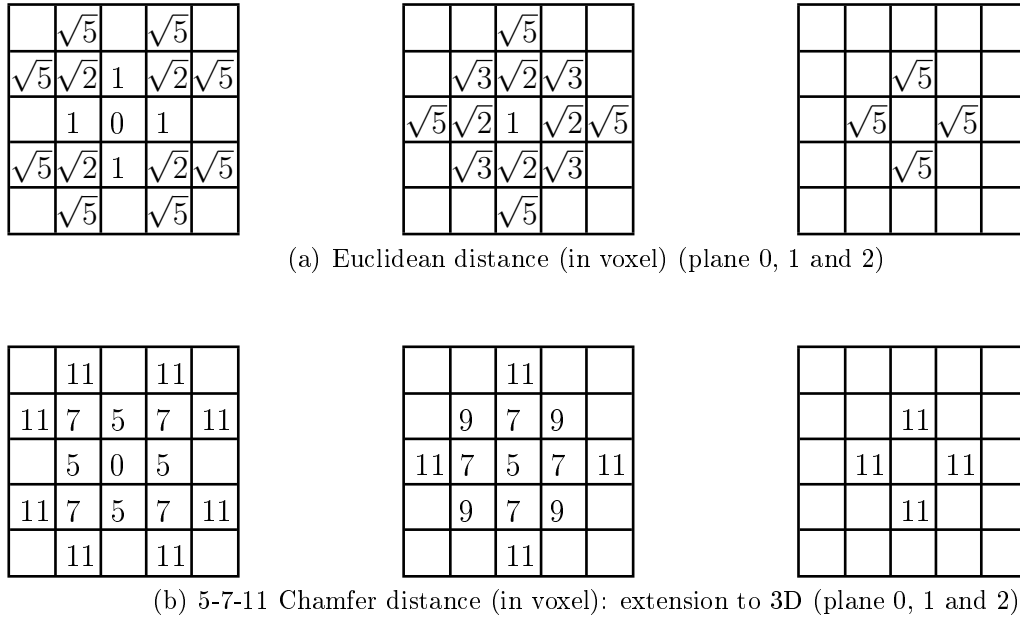 √5 √5 √5
√5 √2 1 √2 √5 √3 √2 √3 √5
1 0 1 √5 √2 1 √2 √5 √5 √5
√5 √2 1 √2 √5 √3 √2 √3 √5
√5 √5 √5
(a) Euclidean distance (in voxel) (plane 0, 1 and 2)
11 11 11
11 7 5 7 11 9 7 9 11
5 0 5 11 7 5 7 11 11 11
11 7 5 7 11 9 7 9 11
11 11 11
(b) 5-7-11 Chamfer distance (in voxel): extension to 3D (plane 0, 1 and 2)